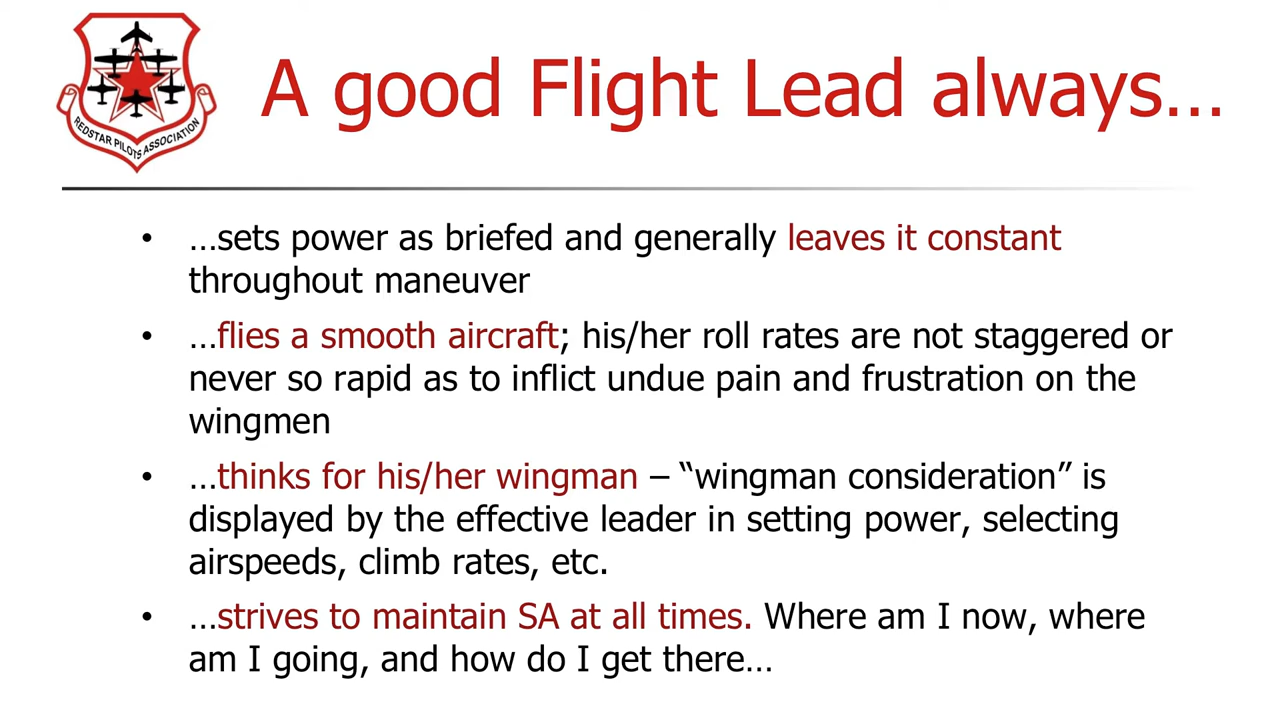 REDSTAR PILOTS ASSOCIATION
A good Flight Lead always...
• ...sets power as briefed and generally leaves it constant
throughout maneuver
• ...flies a smooth aircraft; his/her roll rates are not staggered or
never so rapid as to inflict undue pain and frustration on the
wingmen
• ...thinks for his/her wingman – “wingman consideration” is
displayed by the effective leader in setting power, selecting
airspeeds, climb rates, etc.
• ...strives to maintain SA at all times. Where am I now, where
am I going, and how do I get there...